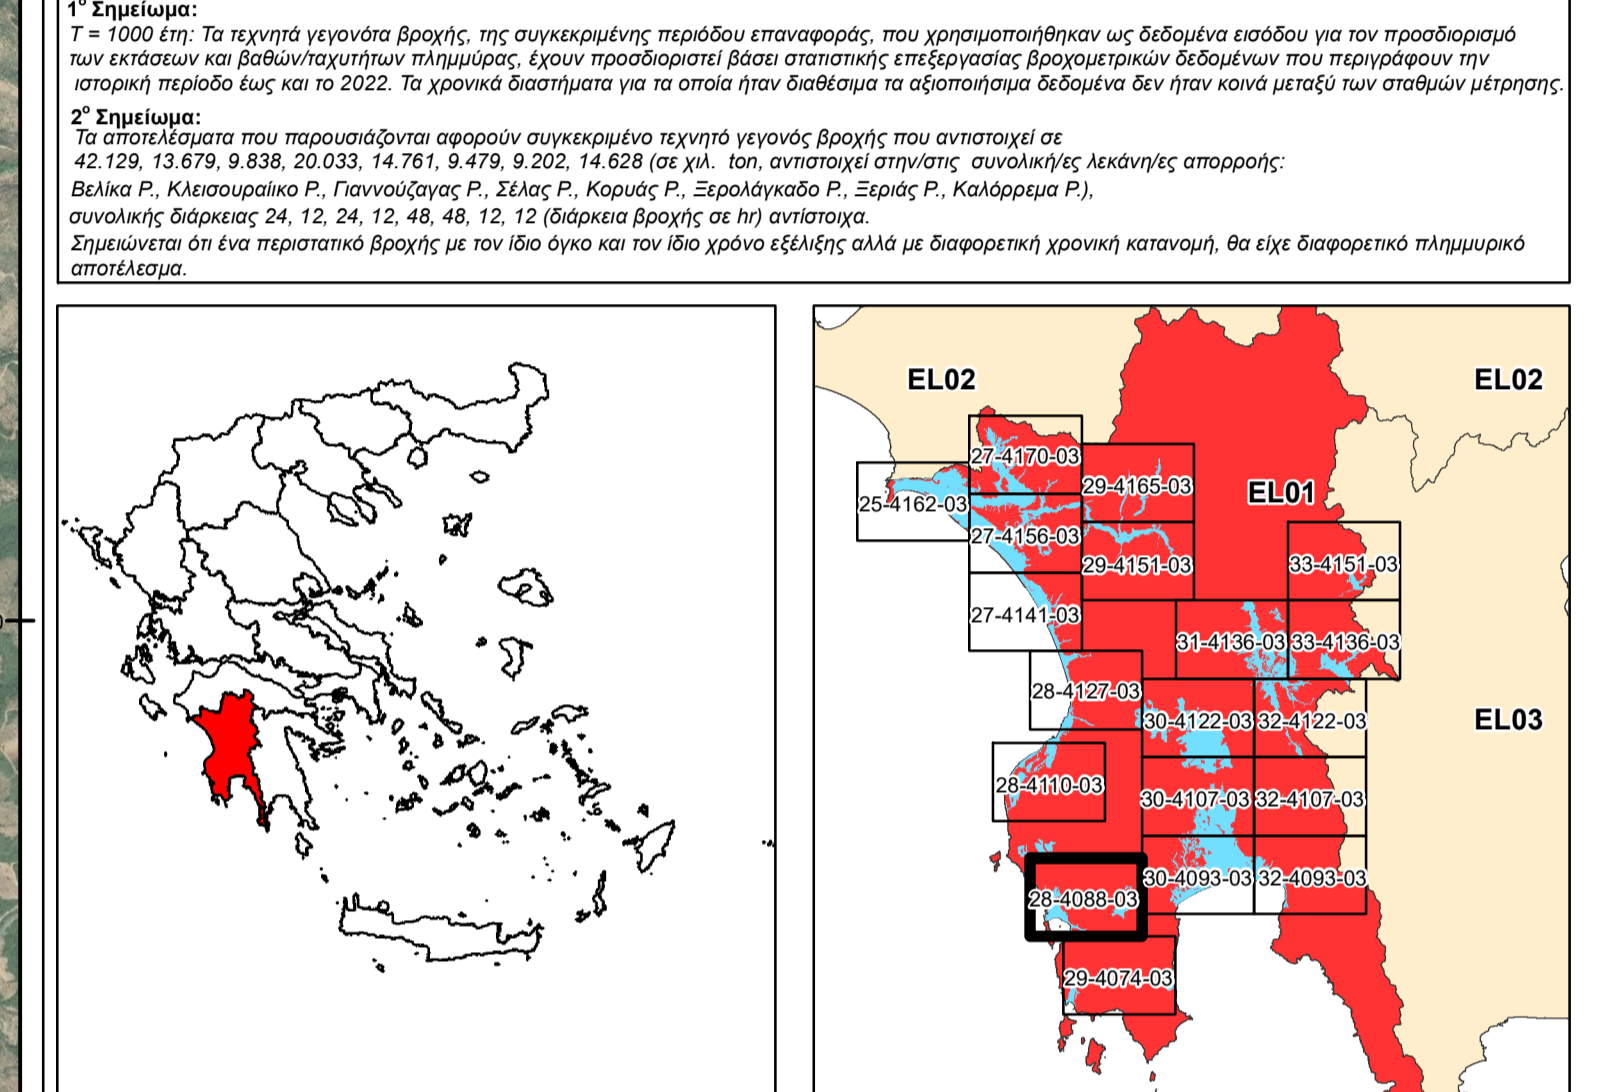 1ο Σημείωμα:
T = 1000 έτη: Τα τεχνητά γεγονότα βροχής, της συγκεκριμένης περιόδου επαναφοράς, που χρησιμοποιήθηκαν ως δεδομένα εισόδου για τον προσδιορισμό
των εκτάσεων και βαθών/ταχυτήτων πλημμύρας, έχουν προσδιοριστεί βάσει στατιστικής επεξεργασίας βροχομετρικών δεδομένων που περιγράφουν την
ιστορική περίοδο έως και το 2022. Τα χρονικά διαστήματα για τα οποία ήταν διαθέσιμα τα αξιοποιήσιμα δεδομένα δεν ήταν κοινά μεταξύ των σταθμών μέτρησης.
2ο Σημείωμα:
Τα αποτελέσματα που παρουσιάζονται αφορούν συγκεκριμένο τεχνητό γεγονός βροχής που αντιστοιχεί σε
42.129, 13.679, 9.838, 20.033, 14.761, 9.479, 9.202, 14.628 (σε χιλ. ton, αντιστοιχεί στην/στις συνολική/ες λεκάνη/ες απορροής:
Βελίκα Ρ., Κλεισουραίικο Ρ., Γιαννούζαγας Ρ., Σέλας Ρ., Κορυάς Ρ., Ξερολάγκαδο Ρ., Ξεριάς Ρ., Καλόρρεμα Ρ.),
συνολικής διάρκειας 24, 12, 24, 12, 48, 48, 12, 12 (διάρκεια βροχής σε hr) αντίστοιχα.
Σημειώνεται ότι ένα περιστατικό βροχής με τον ίδιο όγκο και τον ίδιο χρόνο εξέλιξης αλλά με διαφορετική χρονική κατανομή, θα είχε διαφορετικό πλημμυρικό
αποτέλεσμα.
EL02
EL02
27-4170-03
29-4165-03
EL01
25-4162-03
27-4156-03
29-4151-03
33-4151-03
27-4141-03
31-4136-03
33-4136-03
28-4127-03
30-4122-03
32-4122-03
EL03
28-4110-03
30-4107-03
32-4107-03
30-4093-03
32-4093-03
28-4088-03
29-4074-03